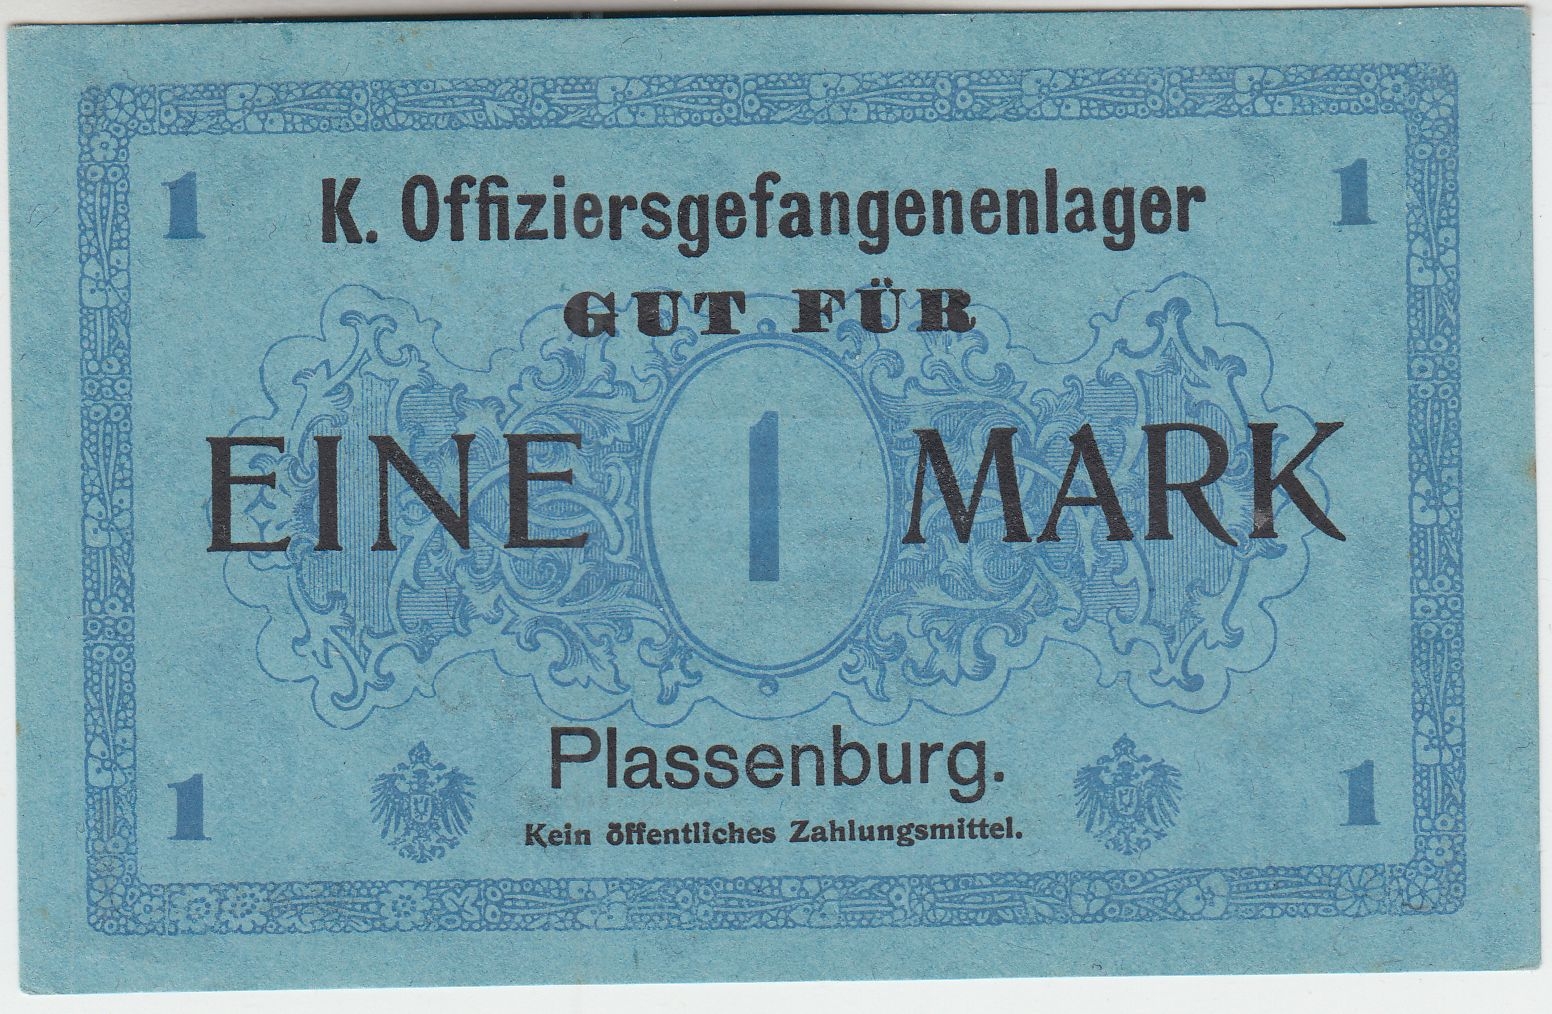 1 1
K. Offiziersgefangenenlager
GUT FÜR
EINE 1 MARK
Plassenburg.
Kein öffentliches Zahlungsmittel.
1 1